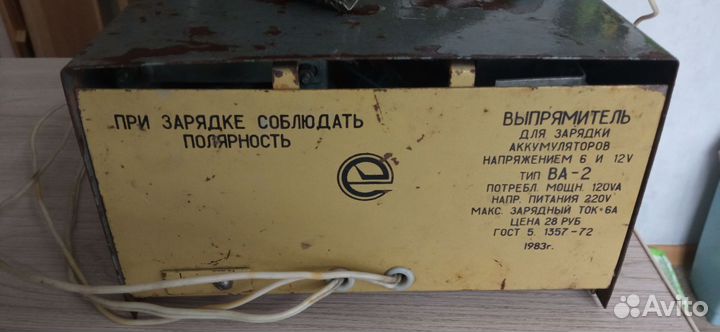 ПРИ ЗАРЯДКЕ СОБЛЮДАТЬ
ПОЛЯРНОСТЬ
ВЫПРЯМИТЕЛЬ
ДЛЯ ЗАРЯДКИ
АККУМУЛЯТОРОВ
НАПРЯЖЕНИЕМ 6 И 12V
ТИП ВА-2
ПОТРЕБЛ. МОЩН. 120VA
НАПР. ПИТАНИЯ 220V
МАКС. ЗАРЯДНЫЙ ТОК-6А
ЦЕНА 28 РУБ
ГОСТ 5. 1357-72
1983г.
Avito